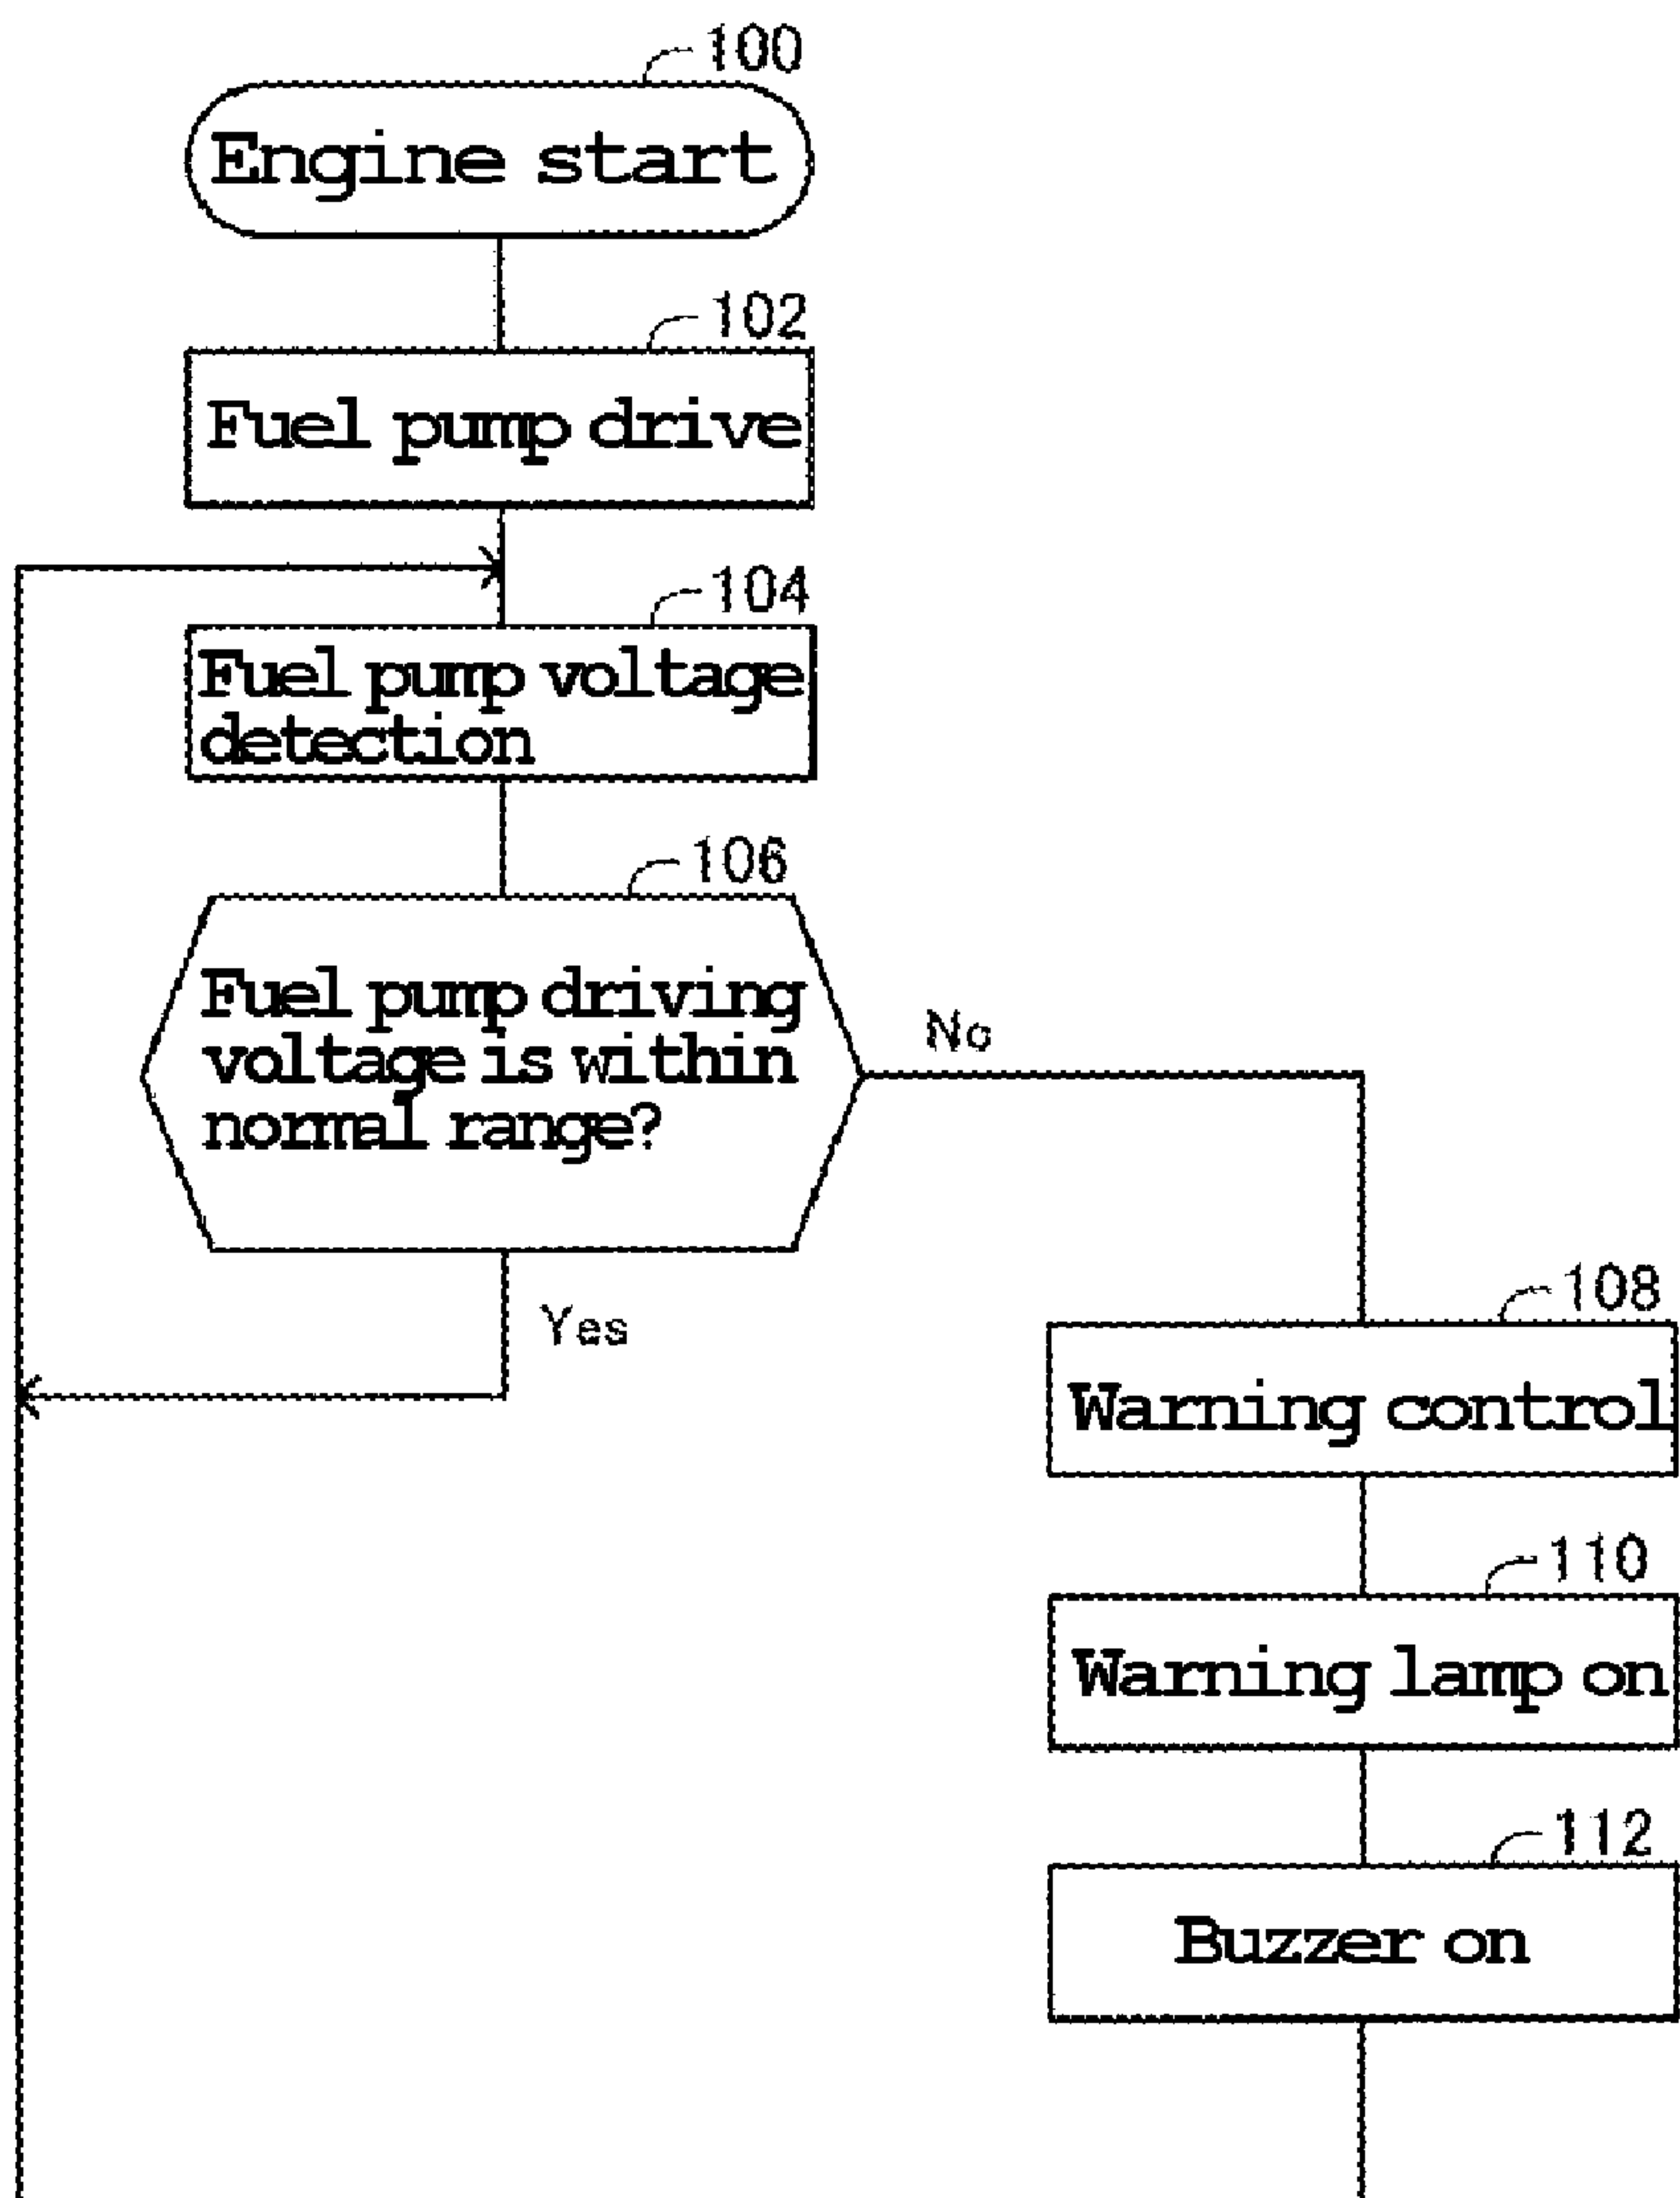 100
Engine start
102
Fuel pump drive
104
Fuel pump voltage
detection
106
Fuel pump driving
voltage is within
normal range?
No
Yes
108
Warning control
110
Warning lamp on
112
Buzzer on